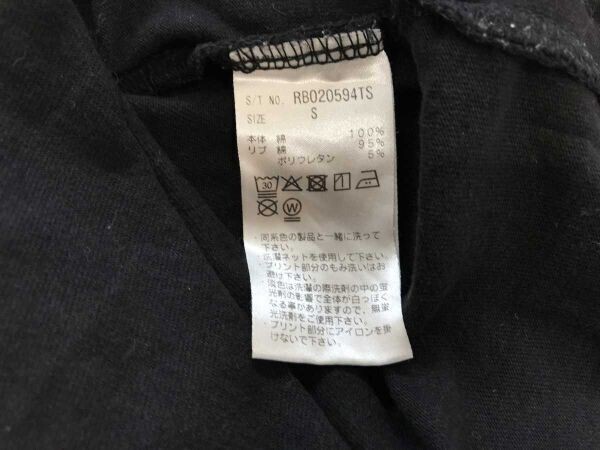 S/T NO. RB020594TS
SIZE S
本体 綿 100%
リブ 綿 95%
ポリウレタン 5%
30
W
・同系色の製品と一緒に洗って
下さい。
・洗濯ネットを使用して下さい。
・プリント部分のもみ洗いはお
避け下さい。
・淡色は洗濯の際洗剤の中の蛍
光剤の影響で全体が白っぽく
なる事がありますので、無蛍
光洗剤をご使用下さい。
・プリント部分にアイロンを掛
けないで下さい。